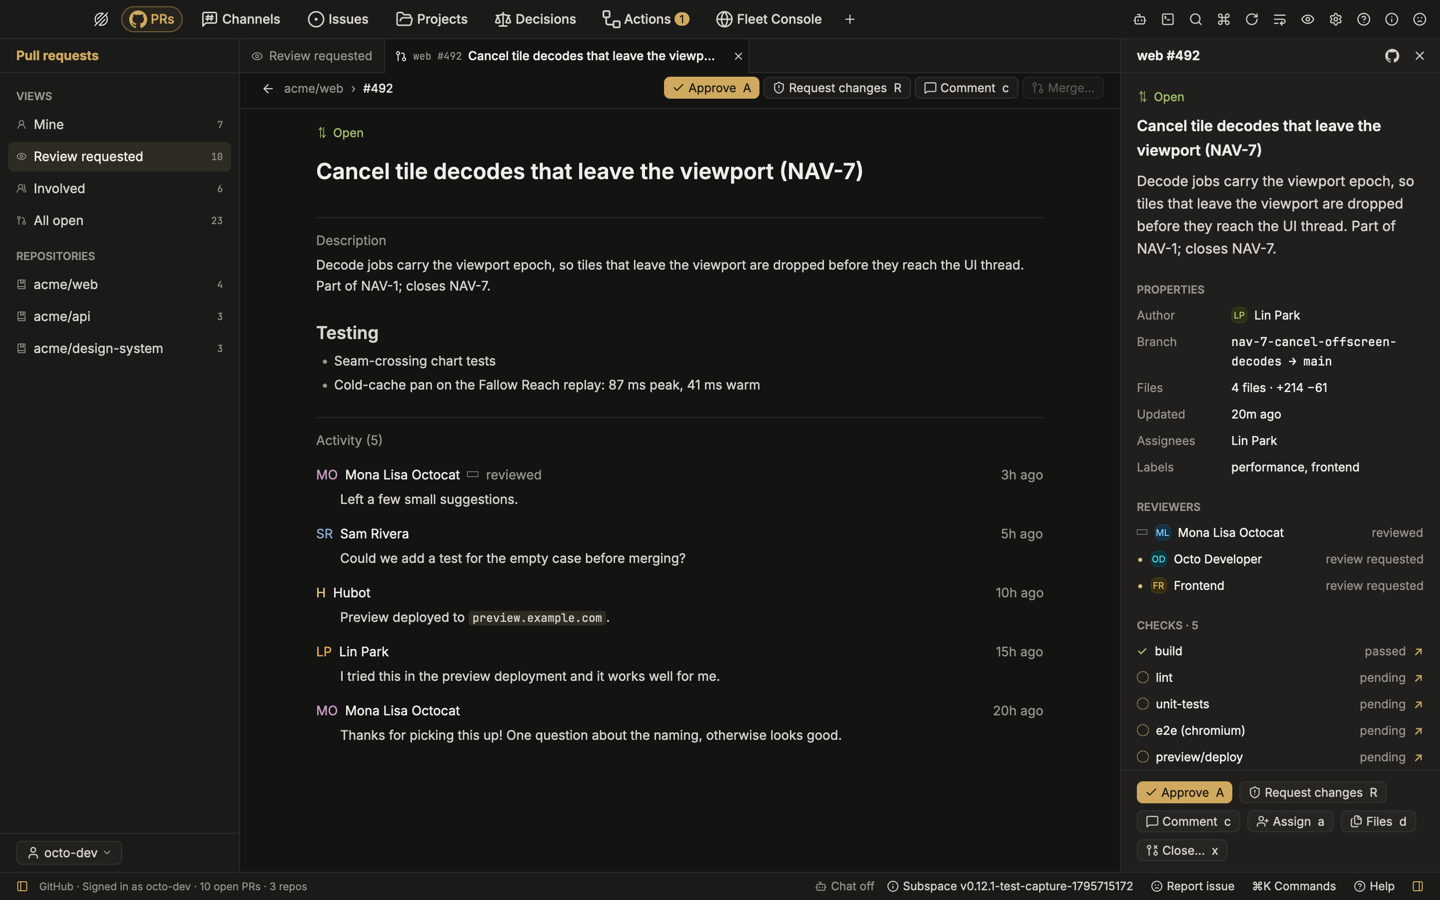 PRs
Channels
Issues
Projects
Decisions
Actions 1
Fleet Console
Pull requests
VIEWS
Mine 7
Review requested 10
Involved 6
All open 23
REPOSITORIES
acme/web 4
acme/api 3
acme/design-system 3
octo-dev
Review requested
web #492 Cancel tile decodes that leave the viewp...
acme/web › #492
Approve A
Request changes R
Comment c
Merge...
Open
Cancel tile decodes that leave the viewport (NAV-7)
Description
Decode jobs carry the viewport epoch, so tiles that leave the viewport are dropped before they reach the UI thread.
Part of NAV-1; closes NAV-7.
Testing
• Seam-crossing chart tests
• Cold-cache pan on the Fallow Reach replay: 87 ms peak, 41 ms warm
Activity (5)
MO Mona Lisa Octocat reviewed 3h ago
Left a few small suggestions.
SR Sam Rivera 5h ago
Could we add a test for the empty case before merging?
H Hubot 10h ago
Preview deployed to preview.example.com.
LP Lin Park 15h ago
I tried this in the preview deployment and it works well for me.
MO Mona Lisa Octocat 20h ago
Thanks for picking this up! One question about the naming, otherwise looks good.
web #492
Open
Cancel tile decodes that leave the
viewport (NAV-7)
Decode jobs carry the viewport epoch, so
tiles that leave the viewport are dropped
before they reach the UI thread. Part of
NAV-1; closes NAV-7.
PROPERTIES
Author LP Lin Park
Branch nav-7-cancel-offscreen-
decodes → main
Files 4 files · +214 −61
Updated 20m ago
Assignees Lin Park
Labels performance, frontend
REVIEWERS
ML Mona Lisa Octocat reviewed
OD Octo Developer review requested
FR Frontend review requested
CHECKS · 5
build passed
lint pending
unit-tests pending
e2e (chromium) pending
preview/deploy pending
Approve A
Request changes R
Comment c
Assign a
Files d
Close... x
GitHub · Signed in as octo-dev · 10 open PRs · 3 repos
Chat off
Subspace v0.12.1-test-capture-1795715172
Report issue
⌘K Commands
Help